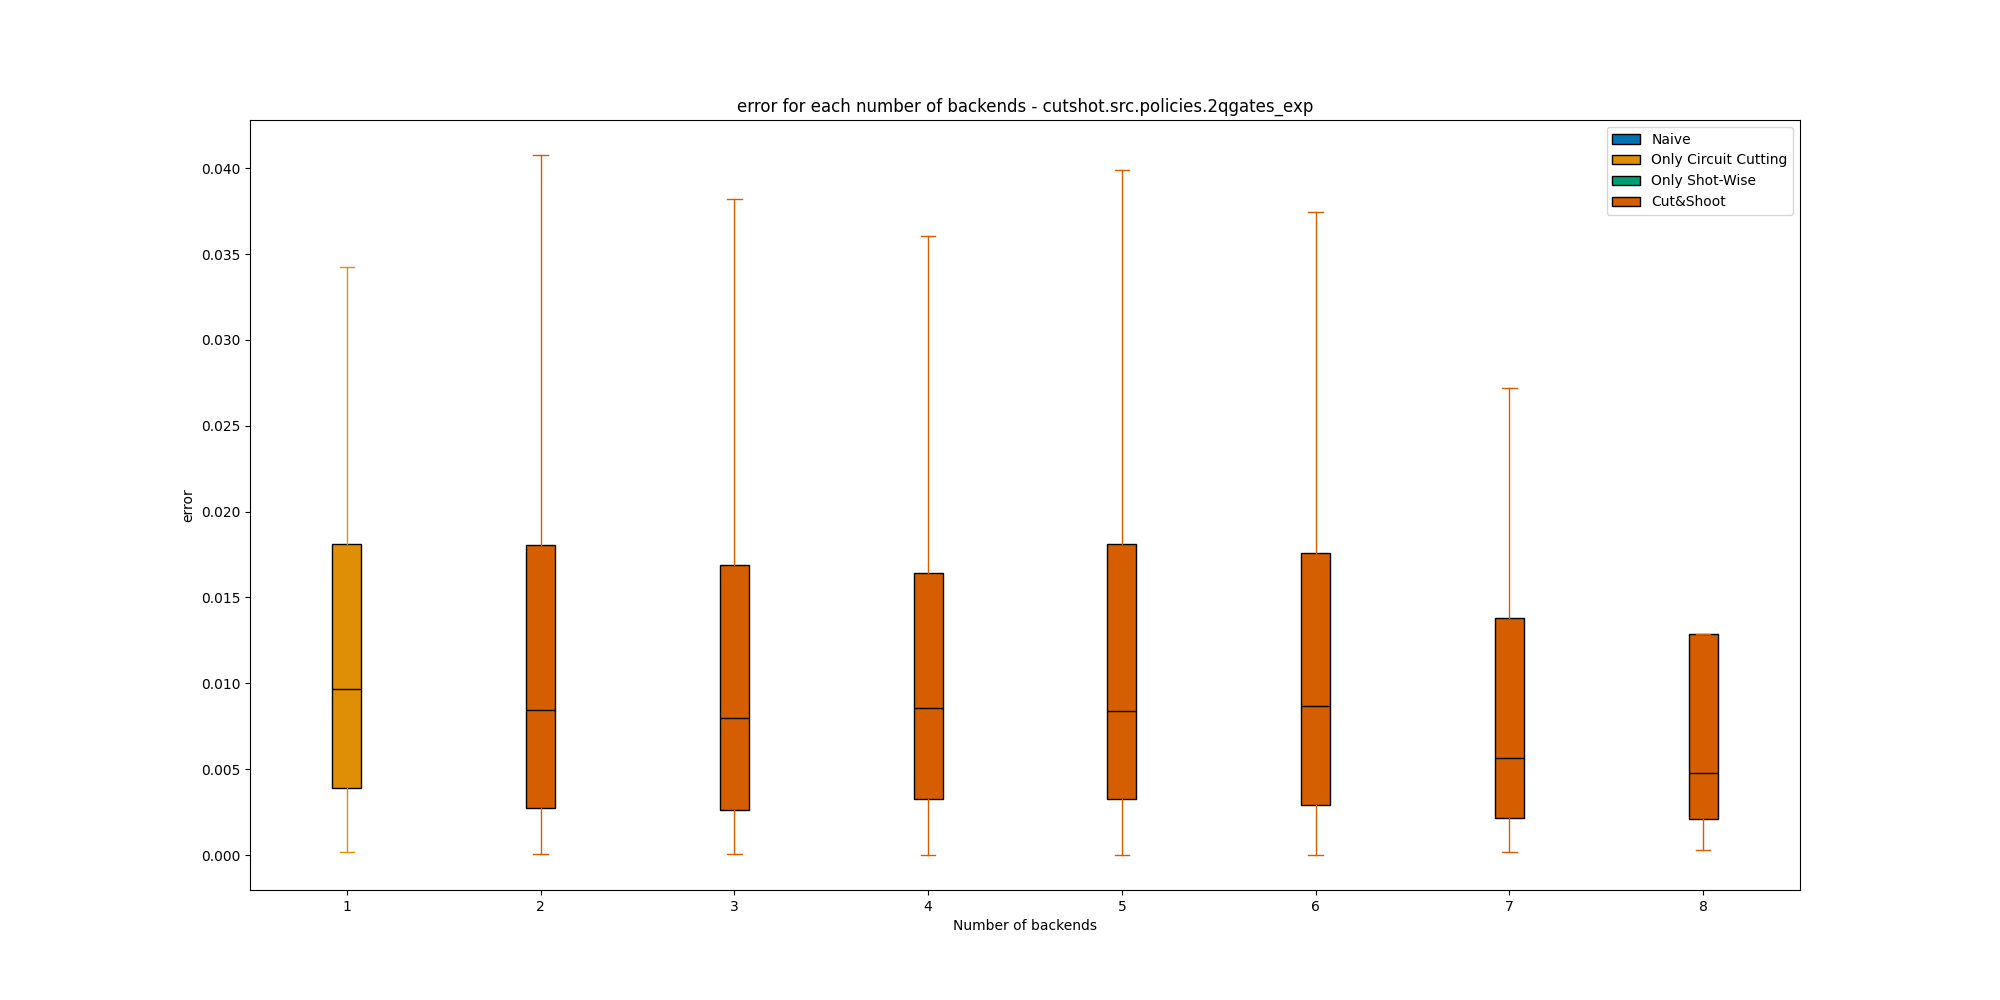 error for each number of backends - cutshot.src.policies.2qgates_exp
Naive
Only Circuit Cutting
Only Shot-Wise
Cut&Shoot
0.040
0.035
0.030
0.025
0.020
0.015
0.010
0.005
0.000
error
1 2 3 4 5 6 7 8
Number of backends